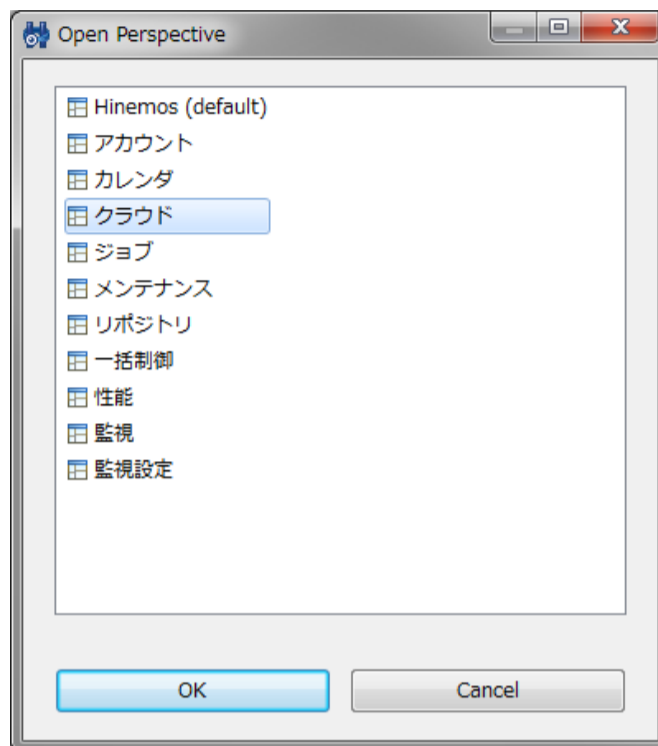 Open Perspective
Hinemos (default)
アカウント
カレンダ
クラウド
ジョブ
メンテナンス
リポジトリ
一括制御
性能
監視
監視設定
OK
Cancel